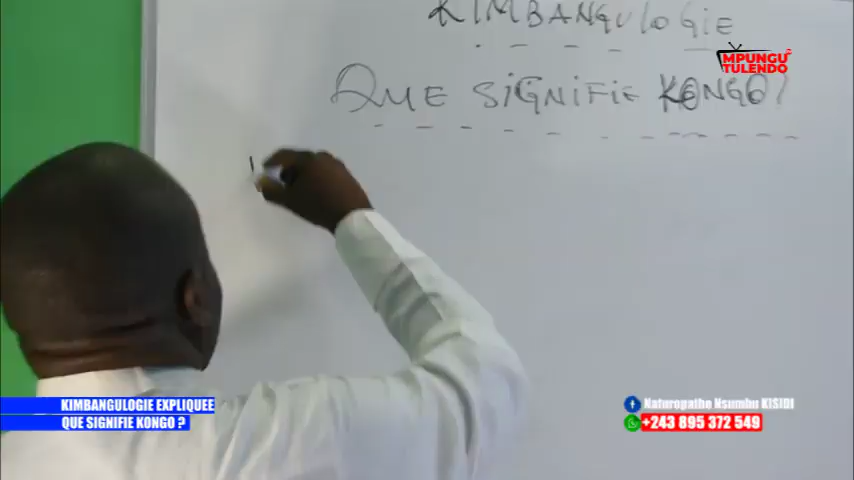 KIMBANGULOGIE
MPUNGU
TULENDO
QUE SIGNIFIE KONGO?
KIMBANGULOGIE EXPLIQUEE
QUE SIGNIFIE KONGO ?
Naturopathe Nsumbu KISIDI
+243 895 372 549